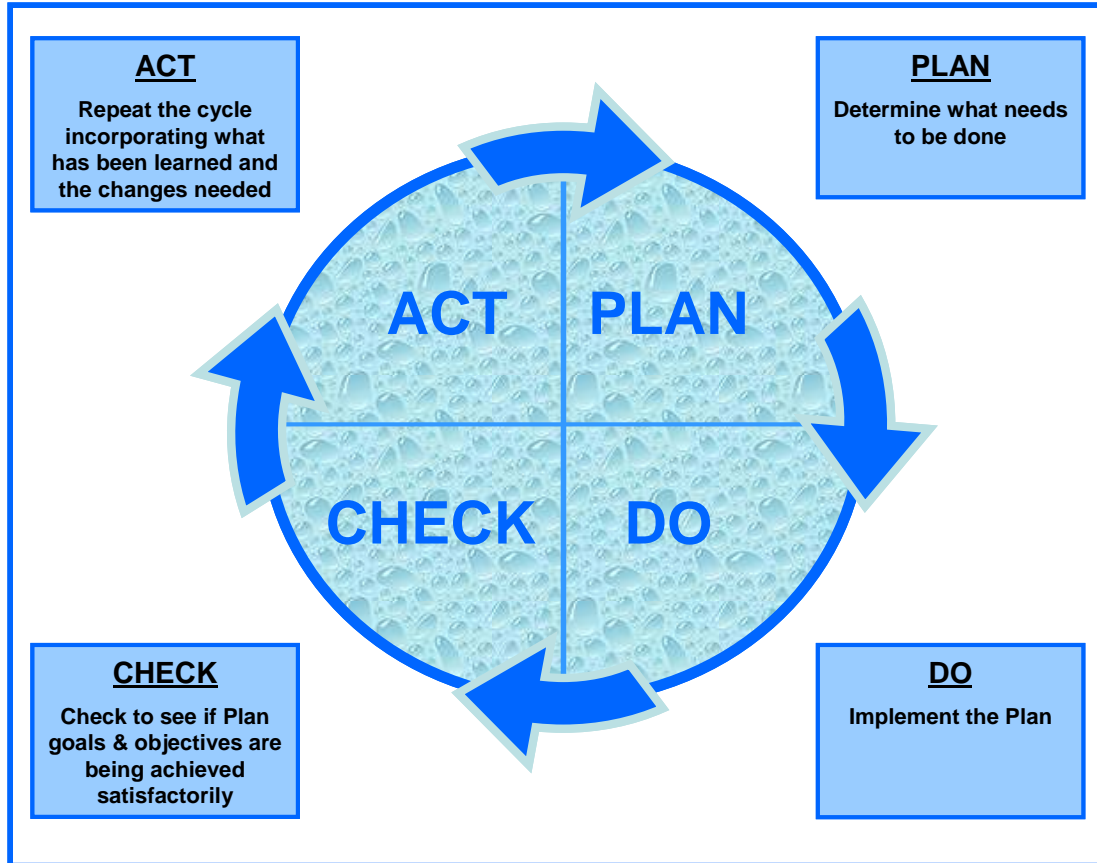 ACT
Repeat the cycle
incorporating what
has been learned and
the changes needed
PLAN
Determine what needs
to be done
ACT
PLAN
CHECK
DO
CHECK
Check to see if Plan
goals & objectives are
being achieved
satisfactorily
DO
Implement the Plan